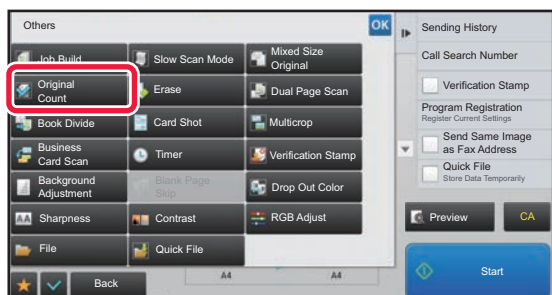 Others
OK
Job Build
Slow Scan Mode
Mixed Size
Original
Original
Count
Erase
Dual Page Scan
Book Divide
Card Shot
Multicrop
Business
Card Scan
Timer
Verification Stamp
Background
Adjustment
Blank Page
Skip
Drop Out Color
AA
Sharpness
Contrast
RGB Adjust
File
Quick File
Back
A4
A4
Sending History
Call Search Number
Verification Stamp
Program Registration
Register Current Settings
Send Same Image
as Fax Address
Quick File
Store Data Temporarily
Preview
CA
Start